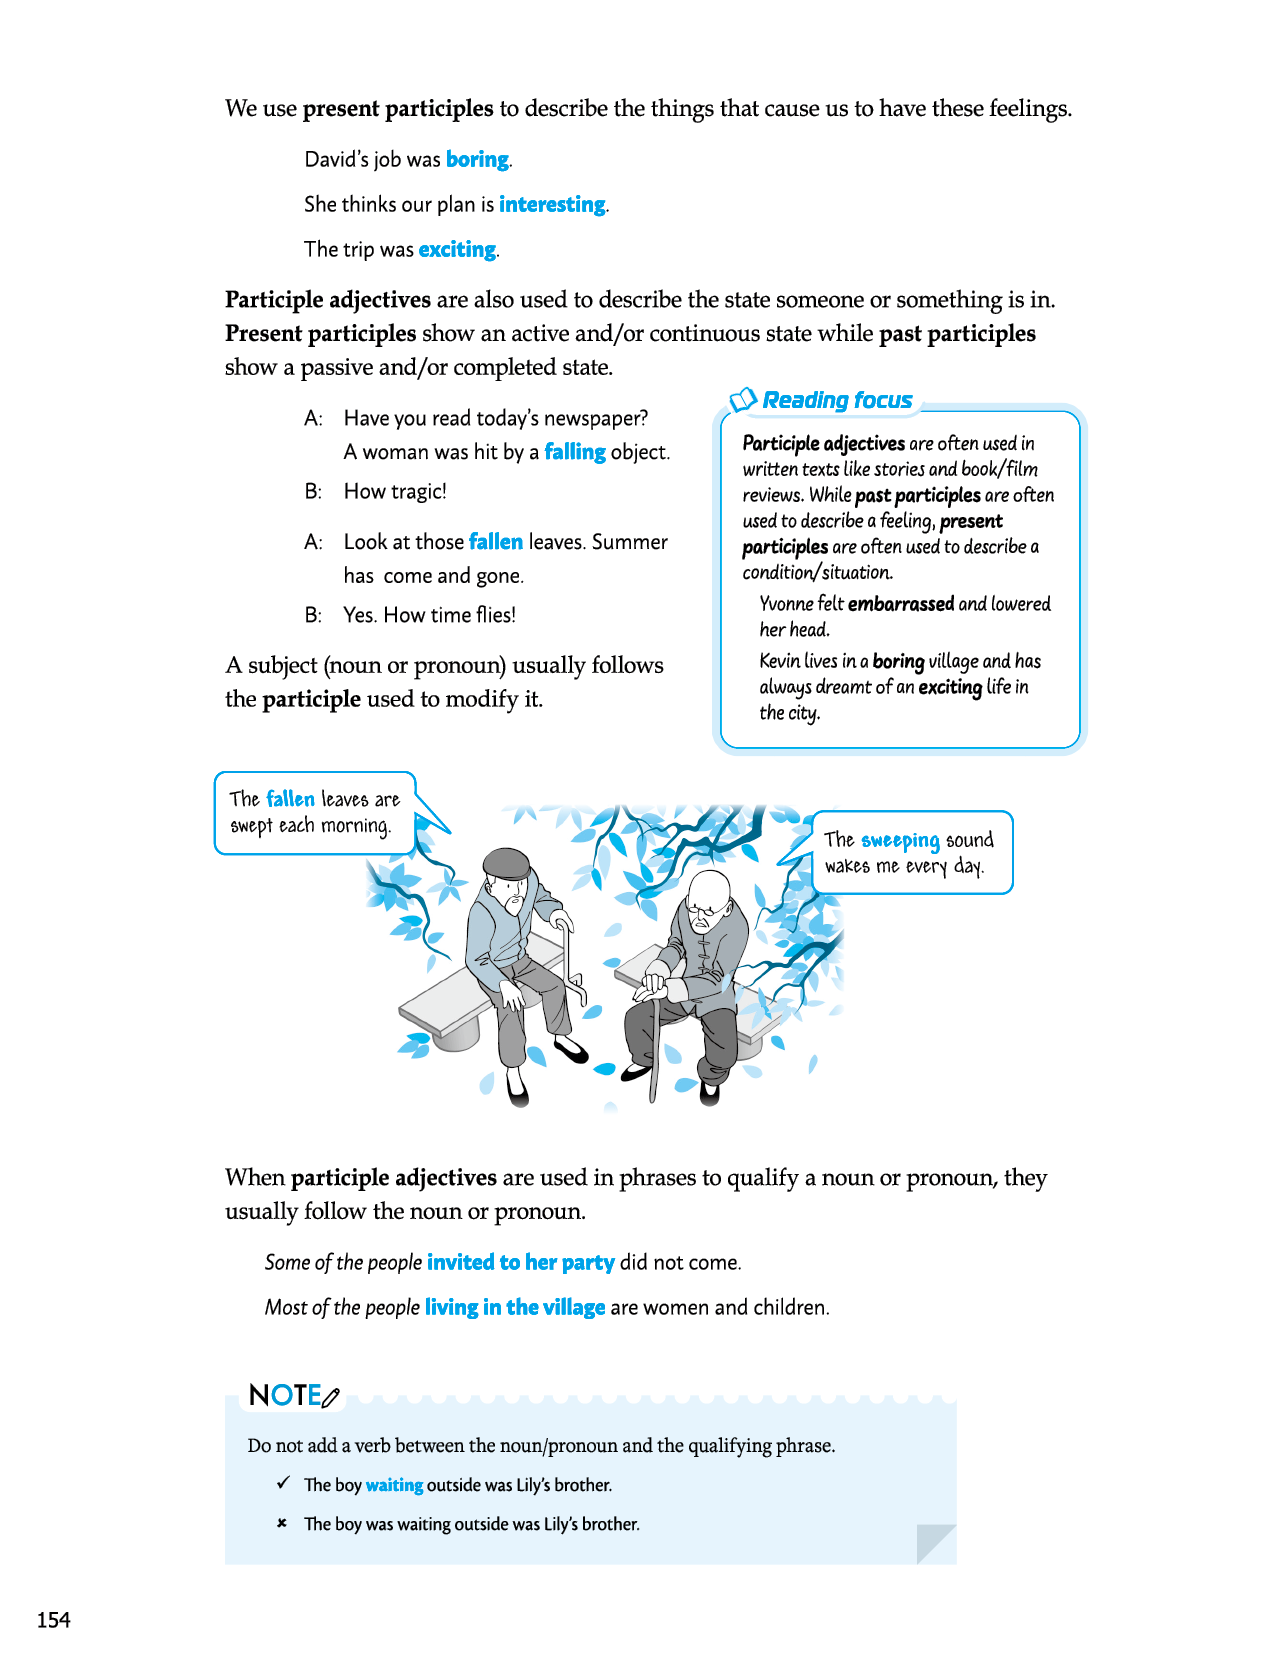 We use present participles to describe the things that cause us to have these feelings.
David's job was boring.
She thinks our plan is interesting.
The trip was exciting.
Participle adjectives are also used to describe the state someone or something is in.
Present participles show an active and/or continuous state while past participles
show a passive and/or completed state.
A: Have you read today's newspaper?
A woman was hit by a falling object.
B: How tragic!
A: Look at those fallen leaves. Summer
has come and gone.
B: Yes. How time flies!
A subject (noun or pronoun) usually follows
the participle used to modify it.
Reading focus
Participle adjectives are often used in
written texts like stories and book/film
reviews. While past participles are often
used to describe a feeling, present
participles are often used to describe a
condition/situation.
Yvonne felt embarrassed and lowered
her head.
Kevin lives in a boring village and has
always dreamt of an exciting life in
the city.
The fallen leaves are
swept each morning.
The sweeping sound
wakes me every day.
When participle adjectives are used in phrases to qualify a noun or pronoun, they
usually follow the noun or pronoun.
Some of the people invited to her party did not come.
Most of the people living in the village are women and children.
NOTE
Do not add a verb between the noun/pronoun and the qualifying phrase.
✓ The boy waiting outside was Lily's brother.
✘ The boy was waiting outside was Lily's brother.
154